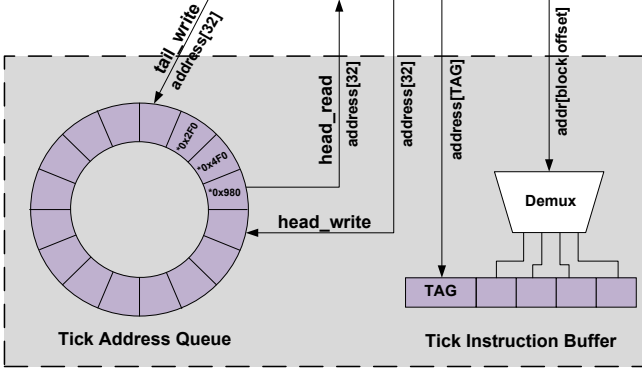 tail_write
address[32]
head_read
address[32]
address[32]
address[TAG]
addr[block offset]
*0x2F0
*0x4F0
*0x980
head_write
Demux
TAG
Tick Address Queue
Tick Instruction Buffer